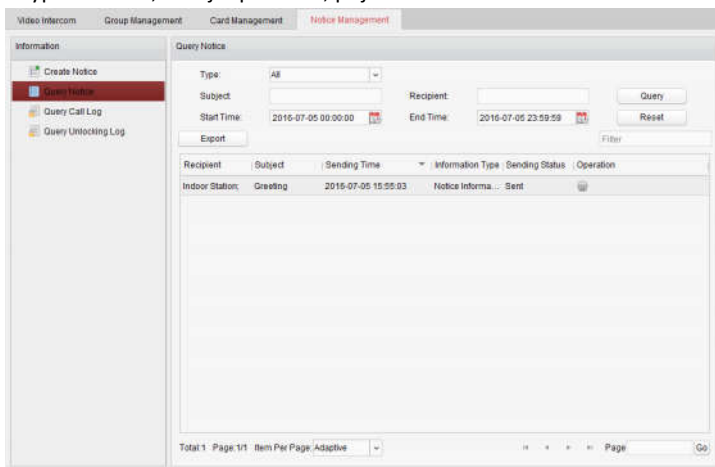 Video Intercom Group Management Card Management Notice Management
Information
Query Notice
Create Notice
Query Notice
Query Call Log
Query Unlocking Log
Type: All
Subject Recipient: Query
Start Time: 2016-07-05 00:00:00 End Time: 2016-07-05 23:59:59 Reset
Export Filter
Recipient Subject Sending Time Information Type Sending Status Operation
Indoor Station; Greeting 2016-07-05 15:55:03 Notice Informa... Sent
Total:1 Page:1/1 Item Per Page: Adaptive Page Go